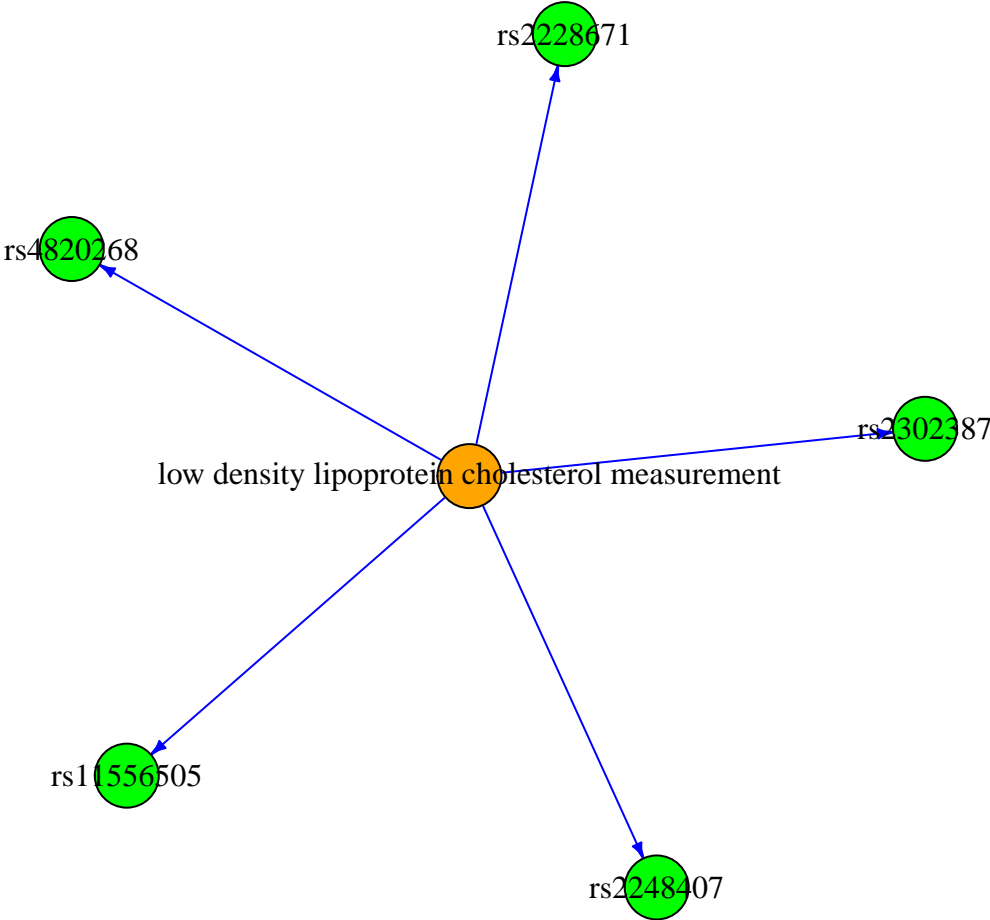 rs2228671
rs4820268
rs2302387
low density lipoprotein cholesterol measurement
rs11556505
rs2248407